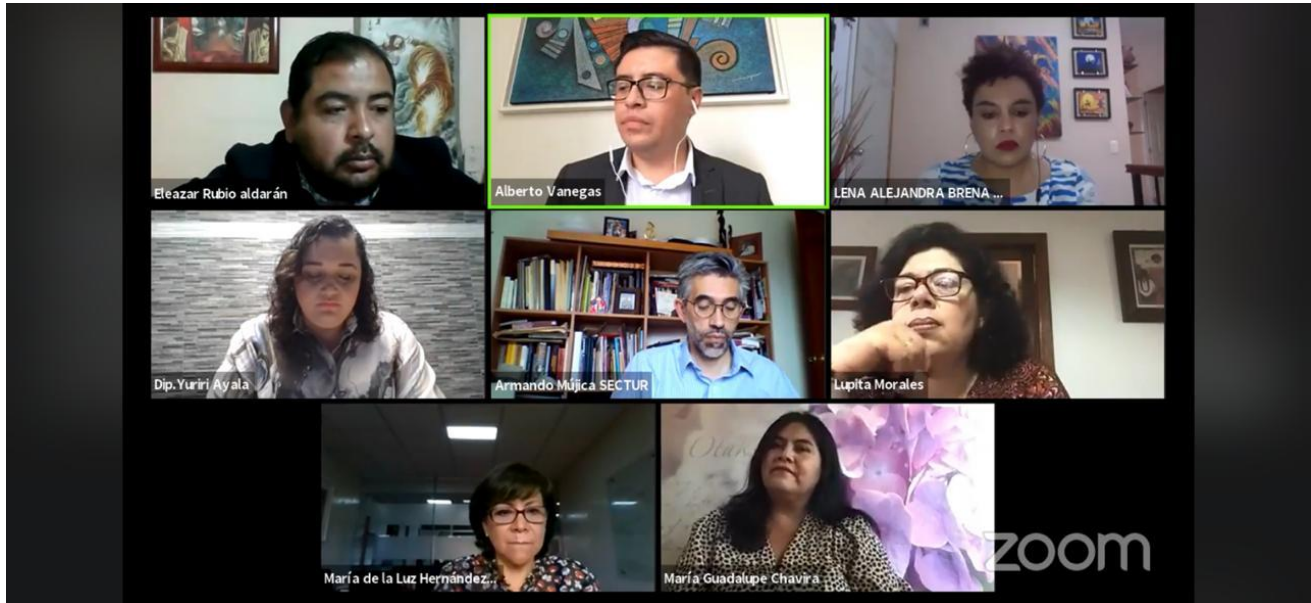 Eleazar Rubio aldarán
Alberto Vanegas
LENA ALEJANDRA BRENA ...
Dip.Yuriri Ayala
Armando Mújica SECTUR
Lupita Morales
María de la Luz Hernández...
María Guadalupe Chavira
zoom